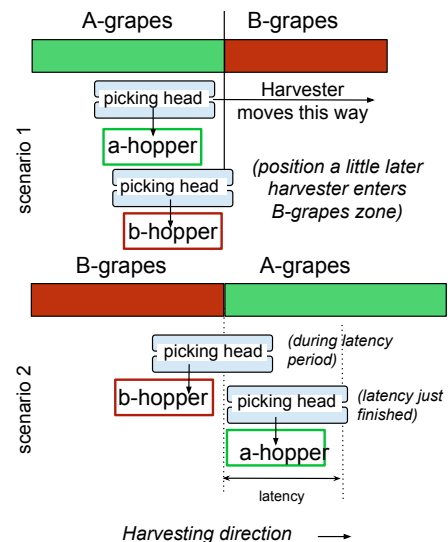 A-grapes B-grapes
picking head
Harvester
moves this way
a-hopper
scenario 1
picking head
(position a little later
harvester enters
B-grapes zone)
b-hopper
B-grapes A-grapes
picking head
(during latency
period)
b-hopper
scenario 2
picking head
(latency just
finished)
a-hopper
latency
Harvesting direction